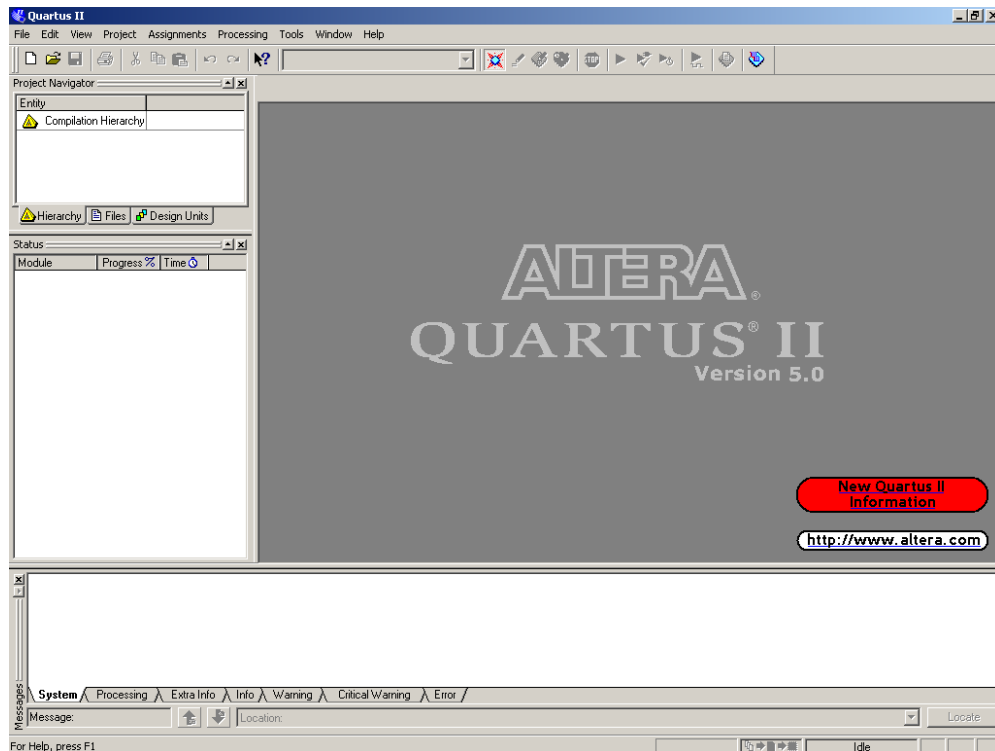 Quartus II
File Edit View Project Assignments Processing Tools Window Help
STOP
Project Navigator
Entity
Compilation Hierarchy
Hierarchy Files Design Units
Status
Module Progress % Time
ALTERA®
QUARTUS® II
Version 5.0
New Quartus II
Information
http://www.altera.com
Messages
System Processing Extra Info Info Warning Critical Warning Error
Message: Location: Locate
For Help, press F1 Idle